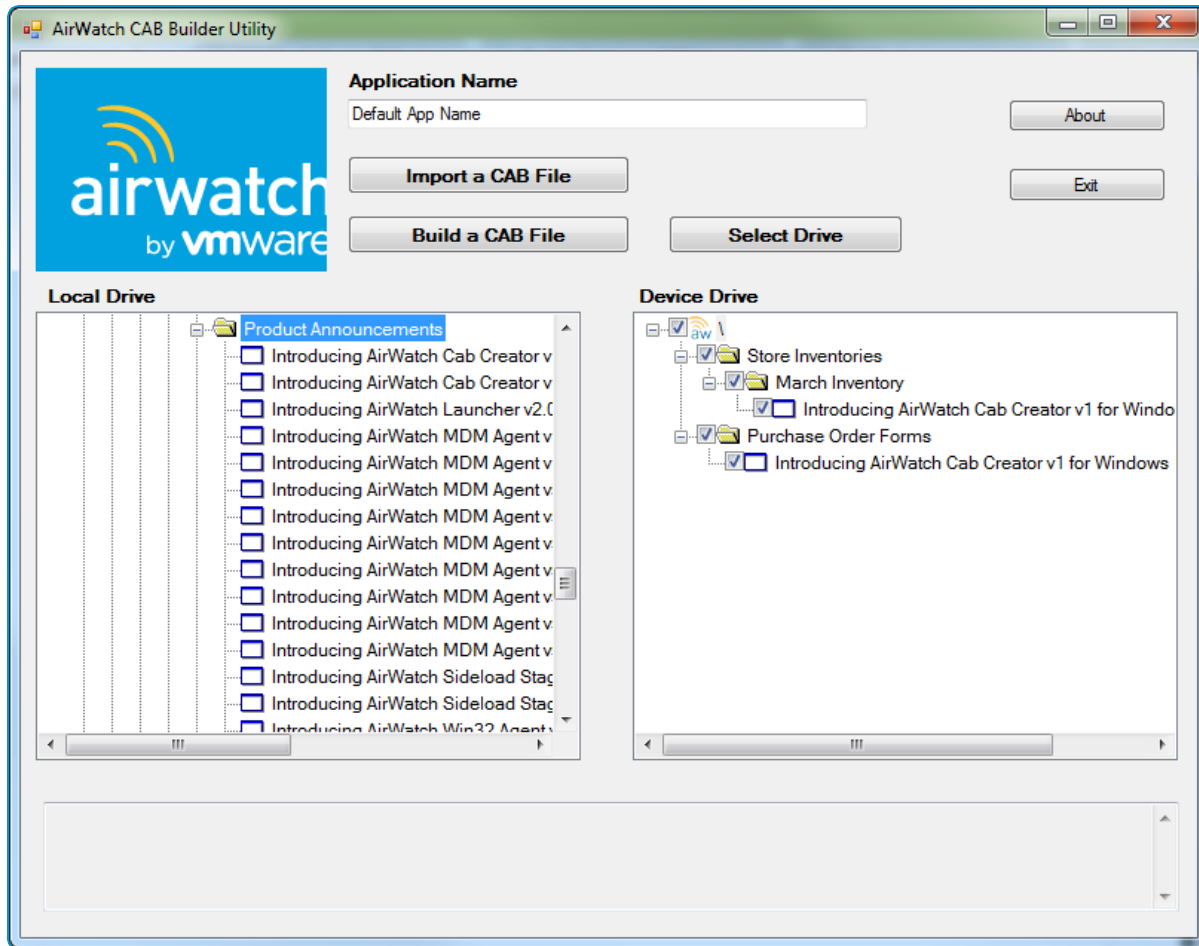 AirWatch CAB Builder Utility
airwatch
by vmware
Application Name
Default App Name
About
Import a CAB File
Exit
Build a CAB File
Select Drive
Local Drive
Product Announcements
Introducing AirWatch Cab Creator v
Introducing AirWatch Cab Creator v
Introducing AirWatch Launcher v2.0
Introducing AirWatch MDM Agent v
Introducing AirWatch MDM Agent v
Introducing AirWatch MDM Agent v
Introducing AirWatch MDM Agent v
Introducing AirWatch MDM Agent v
Introducing AirWatch MDM Agent v
Introducing AirWatch MDM Agent v
Introducing AirWatch MDM Agent v
Introducing AirWatch MDM Agent v
Introducing AirWatch Sideload Stag
Introducing AirWatch Sideload Stag
Introducing AirWatch Win32 Agent v
Device Drive
aw \
Store Inventories
March Inventory
Introducing AirWatch Cab Creator v1 for Windo
Purchase Order Forms
Introducing AirWatch Cab Creator v1 for Windows